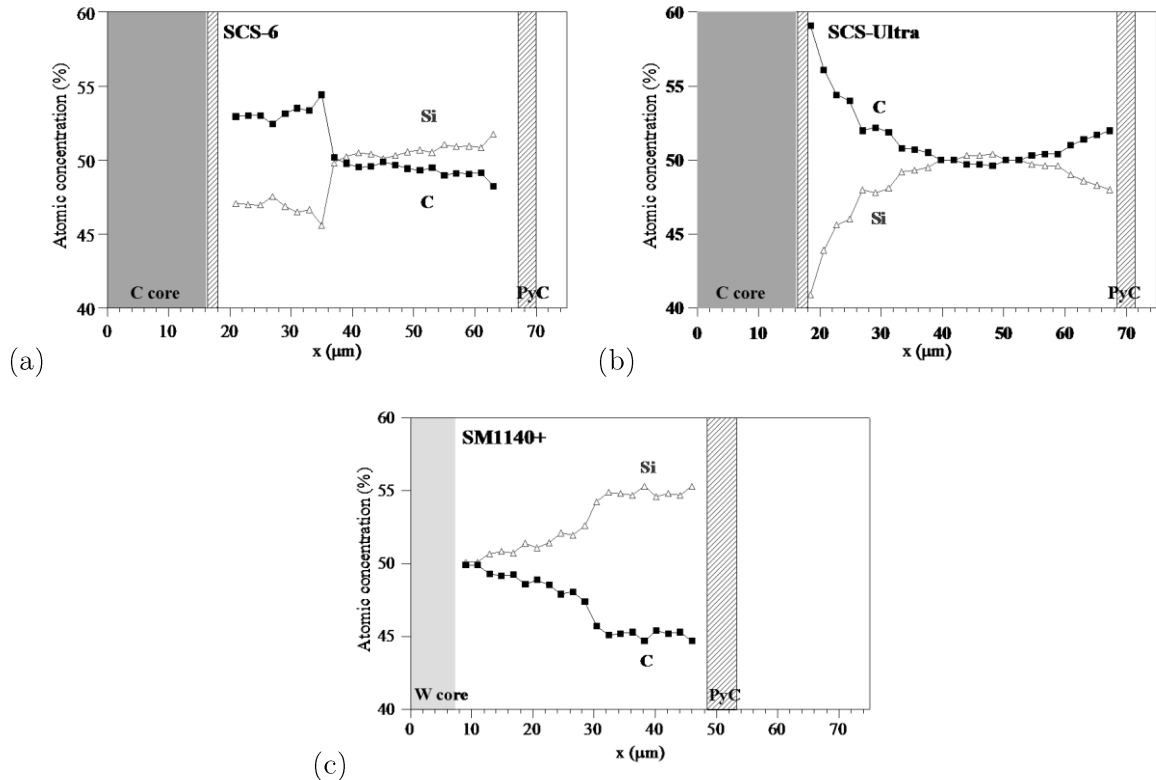 60
SCS-6
55
Si
50
C
45
40
C core
PyC
0 10 20 30 40 50 60 70
Atomic concentration (%)
x (μm)
(a)
60
SCS-Ultra
55
C
50
Si
45
40
C core
PyC
0 10 20 30 40 50 60 70
Atomic concentration (%)
x (μm)
(b)
60
SM1140+
Si
55
50
45
C
40
W core
PyC
0 10 20 30 40 50 60 70
Atomic concentration (%)
x (μm)
(c)